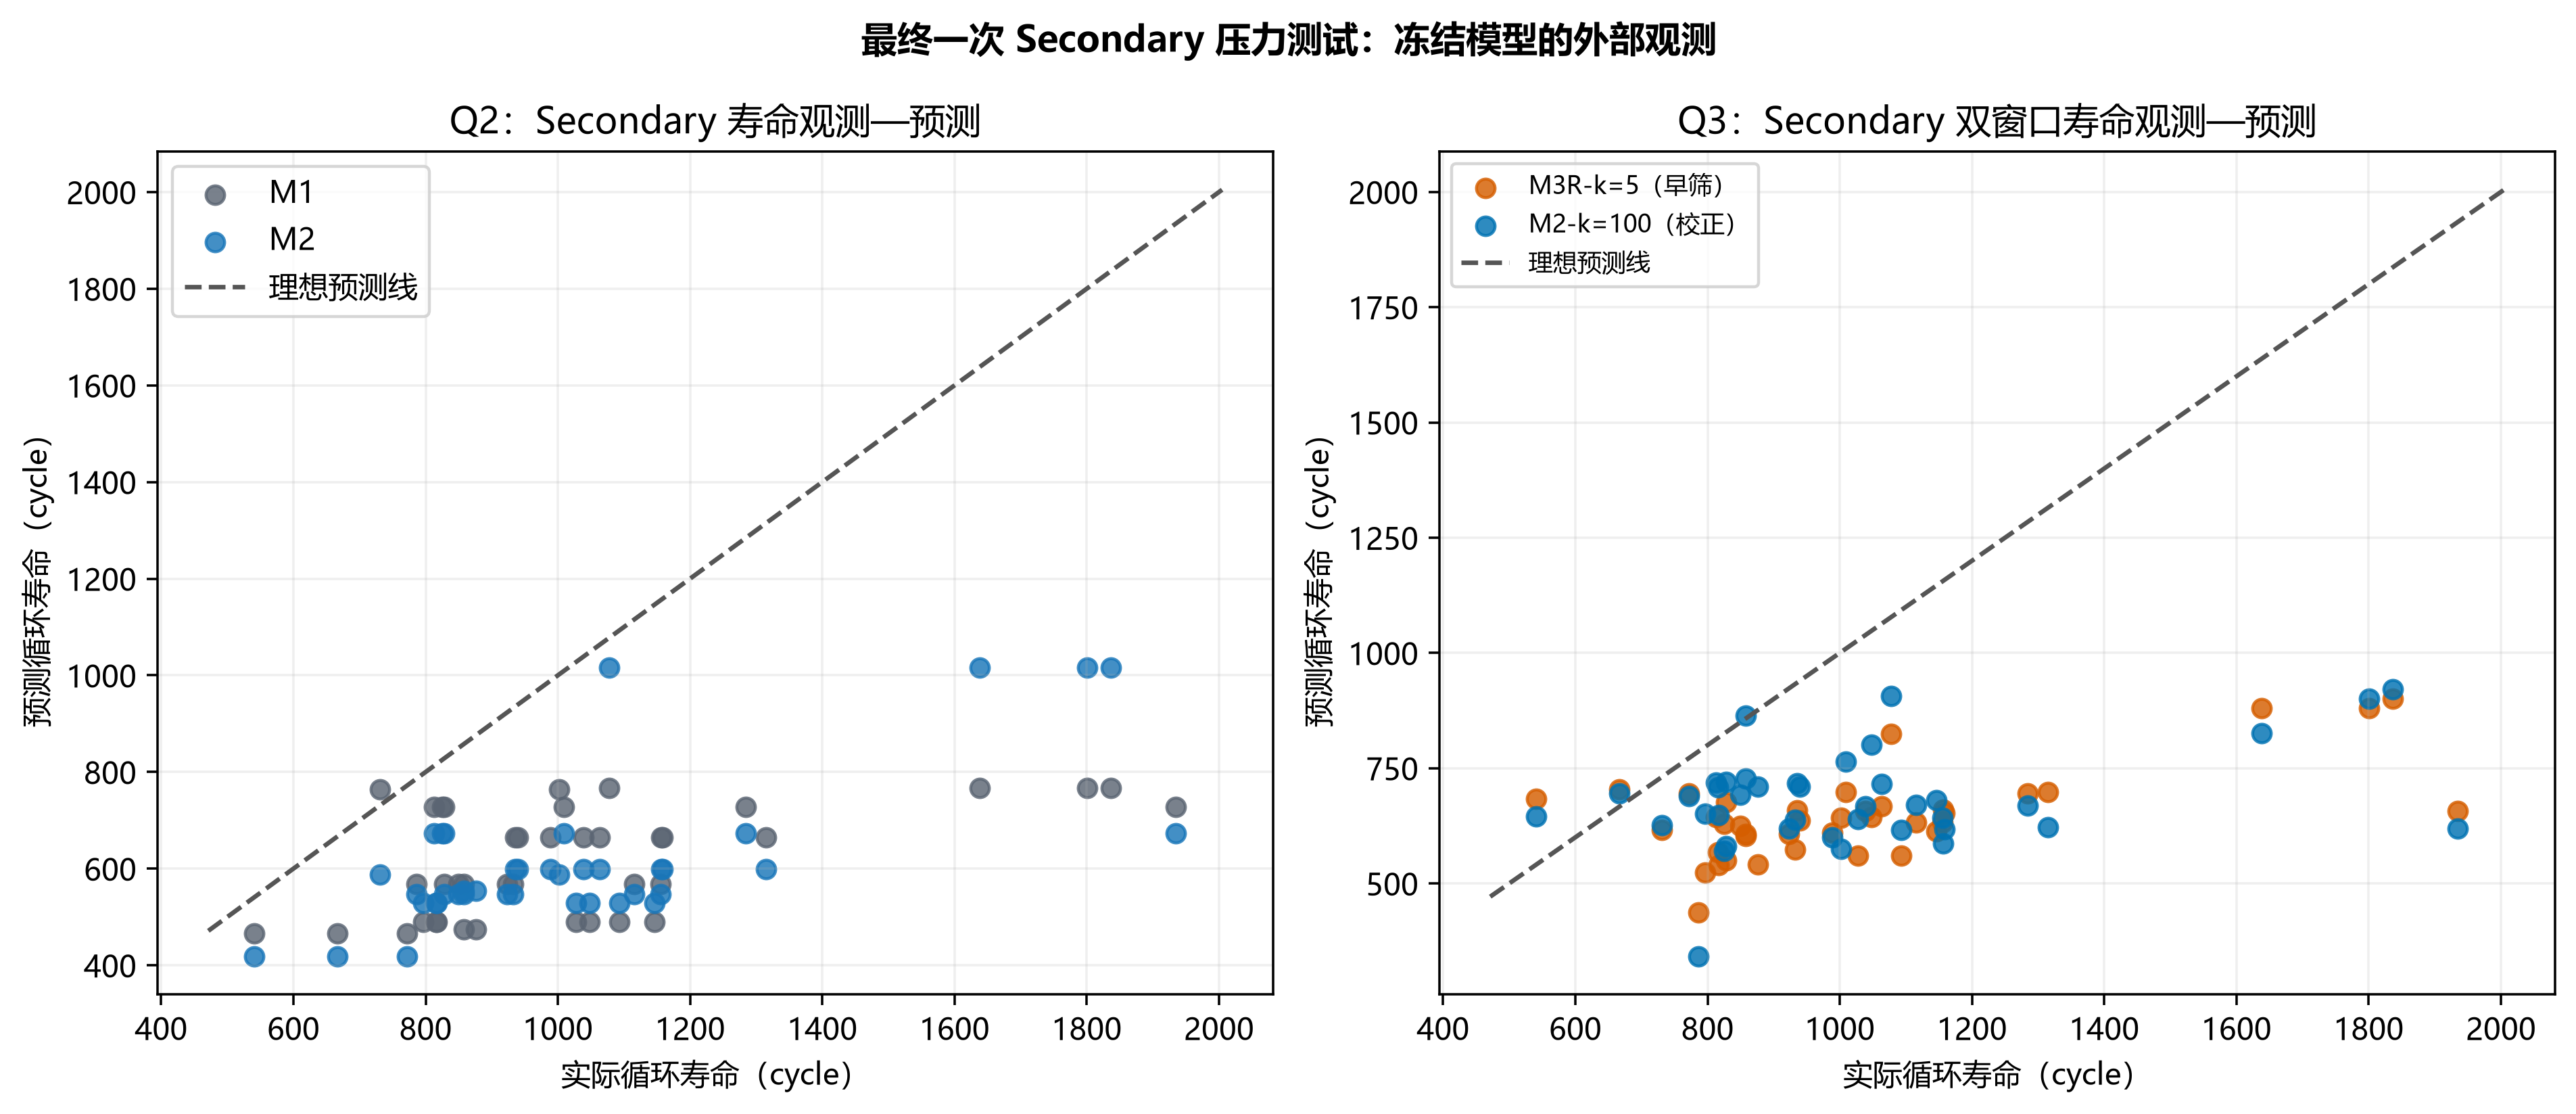 最终一次 Secondary 压力测试：冻结模型的外部观测
Q2：Secondary 寿命观测—预测
M1
M2
理想预测线
2000
1800
1600
1400
1200
1000
800
600
400
预测循环寿命（cycle）
400 600 800 1000 1200 1400 1600 1800 2000
实际循环寿命（cycle）
Q3：Secondary 双窗口寿命观测—预测
M3R-k=5（早筛）
M2-k=100（校正）
理想预测线
2000
1750
1500
1250
1000
750
500
预测循环寿命（cycle）
400 600 800 1000 1200 1400 1600 1800 2000
实际循环寿命（cycle）